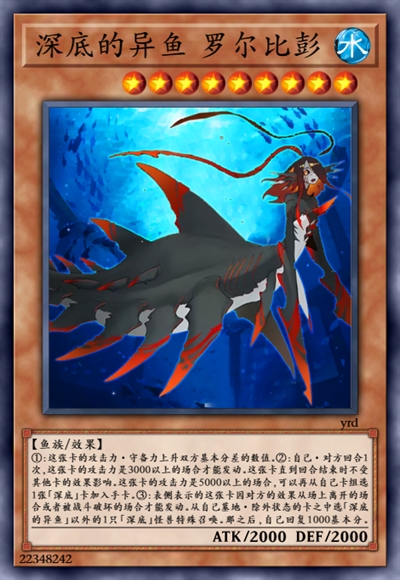 深底的异鱼 罗尔比彭
水
yrd
【鱼族/效果】
①:这张卡的攻击力·守备力上升双方基本分差的数值。②:自己·对方回合1
次,这张卡的攻击力是3000以上的场合才能发动。这张卡直到回合结束时不受
其他卡的效果影响。这张卡的攻击力是5000以上的场合,可以再从自己卡组选
1张「深底」卡加入手卡。③:表侧表示的这张卡因对方的效果从场上离开的场
合或者被战斗破坏的场合才能发动。从自己墓地·除外状态的卡之中选「深底
的异鱼」以外的1只「深底」怪兽特殊召唤。那之后,自己回复1000基本分。
ATK/2000 DEF/2000
22348242